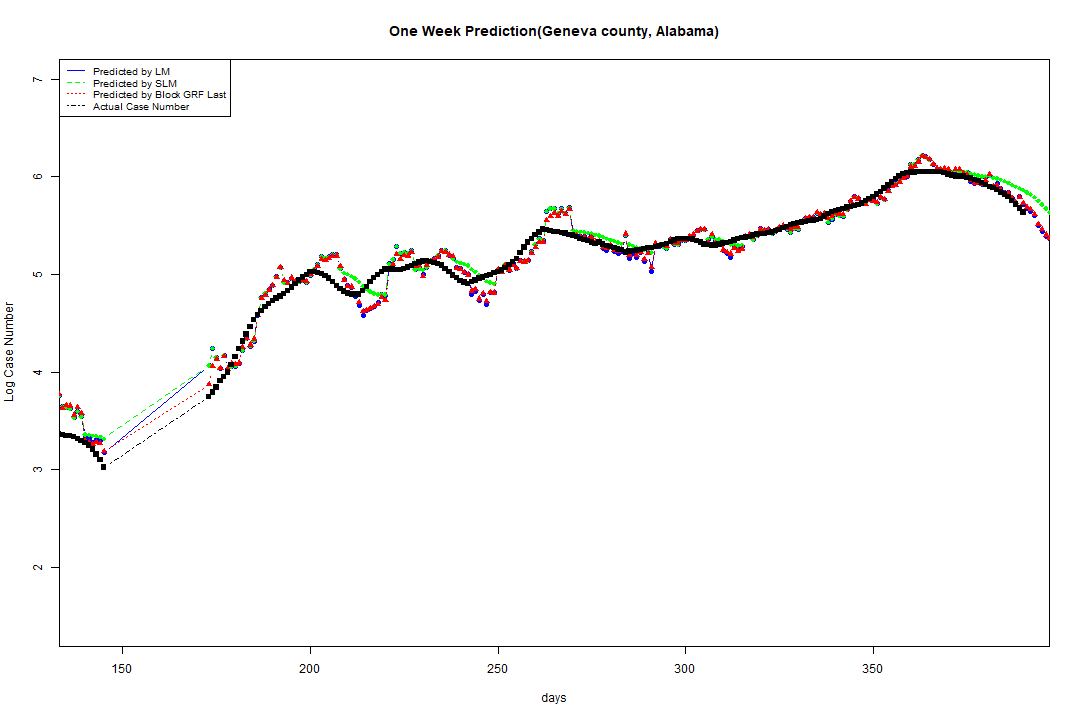 One Week Prediction(Geneva county, Alabama)
Predicted by LM
Predicted by SLM
Predicted by Block GRF Last
Actual Case Number
7
6
5
4
3
2
Log Case Number
150 200 250 300 350
days